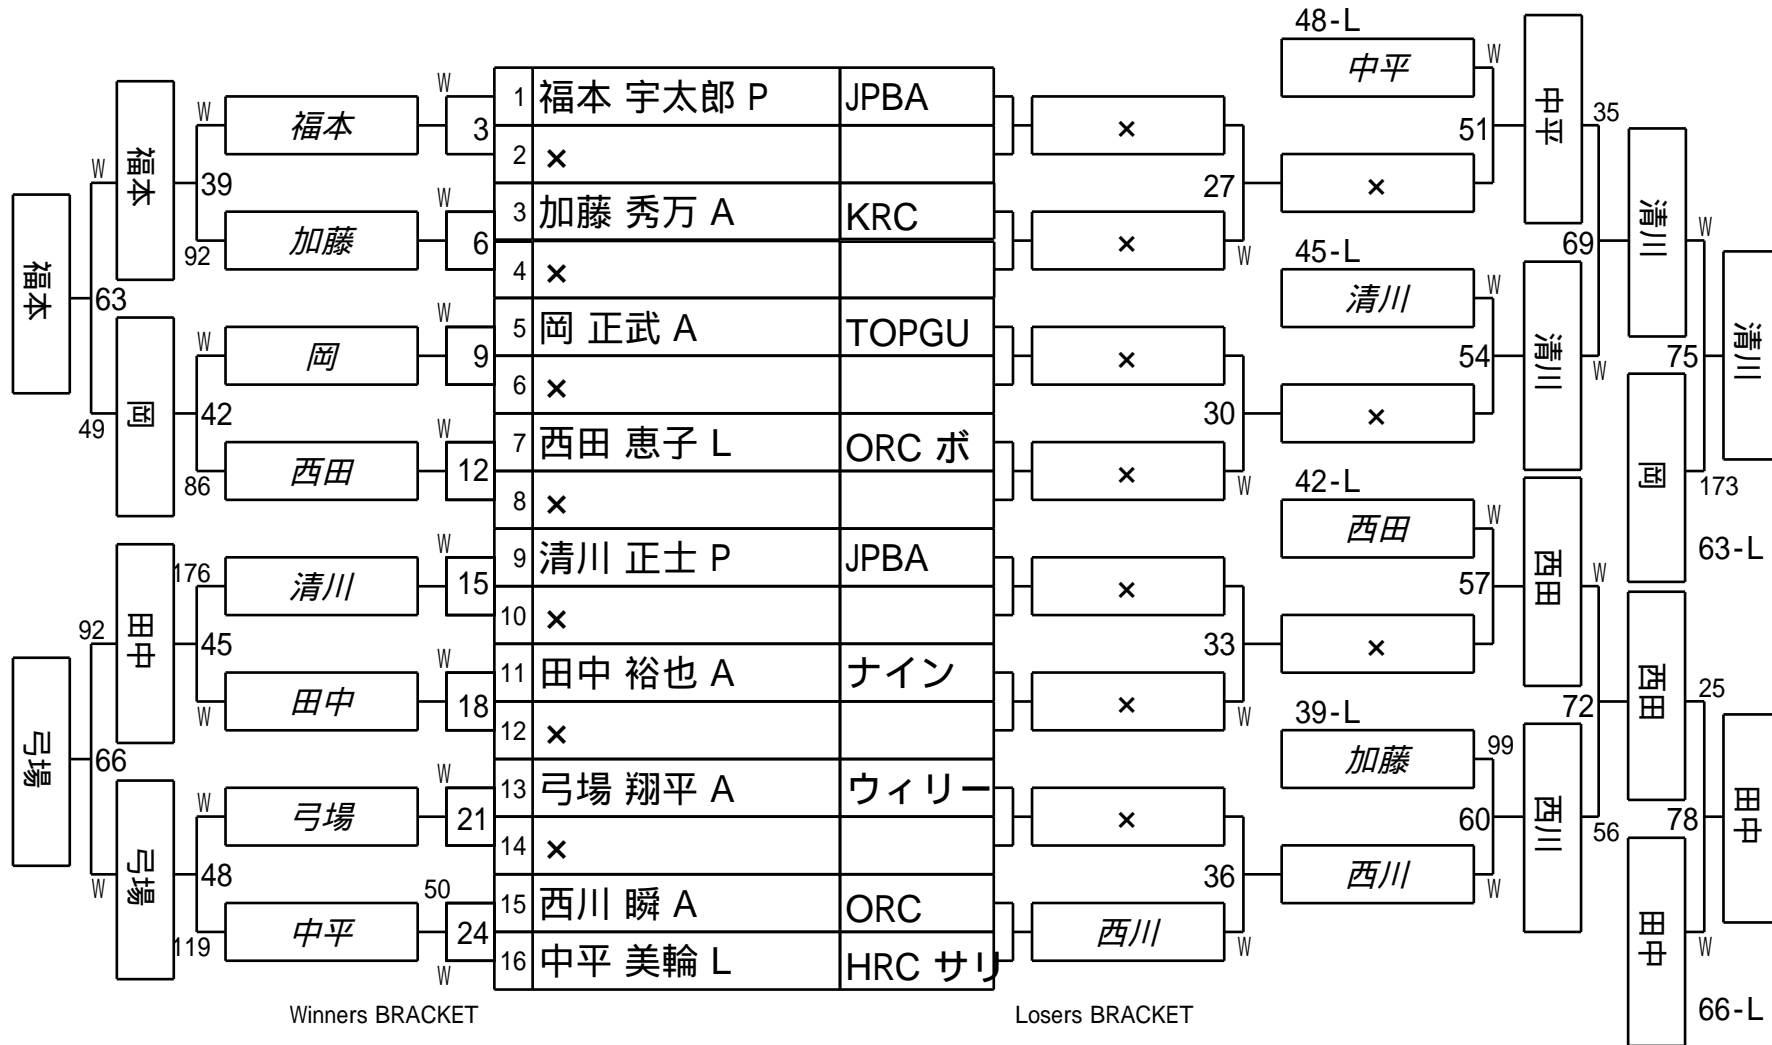 48-L
中平 W
W 1 福本 宇太郎 P JPBA
W 福本 3 × 51 中平 35
2 ×
W 福本 39 27 × 清川 W
W 3 加藤 秀万 A KRC
92 加藤 6 × W 69
4 × 45-L
福本 63 清川 W 清川
W 5 岡 正武 A TOPGU
W 岡 9 × 54 清川 W 75
6 ×
49 岡 42 30 × 岡 173
W 7 西田 恵子 L ORC ボ
86 西田 12 × W
8 × 42-L
西田 W 63-L
W 9 清川 正士 P JPBA
176 清川 15 × 57 西田 W
10 ×
92 田中 45 33 × 西田 25
W 11 田中 裕也 A ナイン
W 田中 18 × W 72
12 × 39-L
弓場 66 加藤 99 田中
W 13 弓場 翔平 A ウィリー
W 弓場 21 × 60 西川 56 78
14 ×
W 弓場 48 36 西川 W 田中 W
50 15 西川 瞬 A ORC
119 中平 24 西川 W
W 16 中平 美輪 L HRC サリ
66-L
Winners BRACKET Losers BRACKET